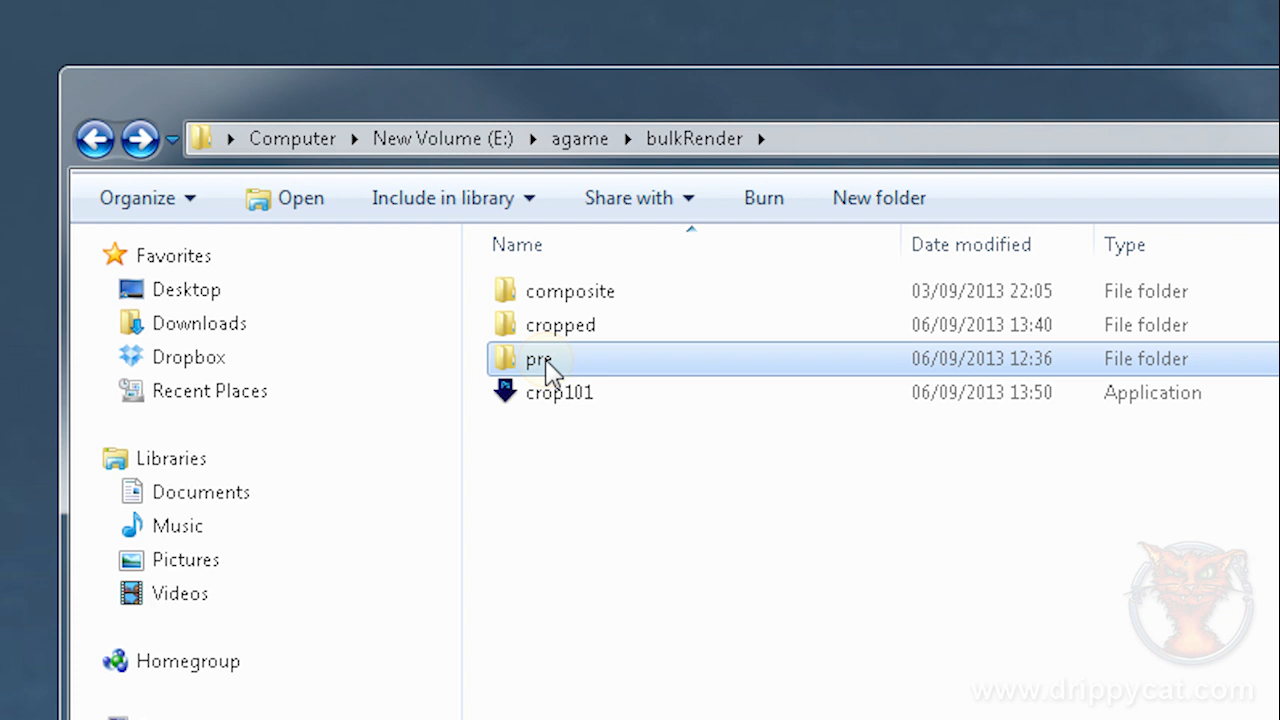 Computer New Volume (E:) agame bulkRender
Organize Open Include in library Share with Burn New folder
Name Date modified Type
Favorites
Desktop
Downloads
Dropbox
Recent Places
Libraries
Documents
Music
Pictures
Videos
Homegroup
composite 03/09/2013 22:05 File folder
cropped 06/09/2013 13:40 File folder
pre 06/09/2013 12:36 File folder
crop101 06/09/2013 13:50 Application
www.drippycat.com